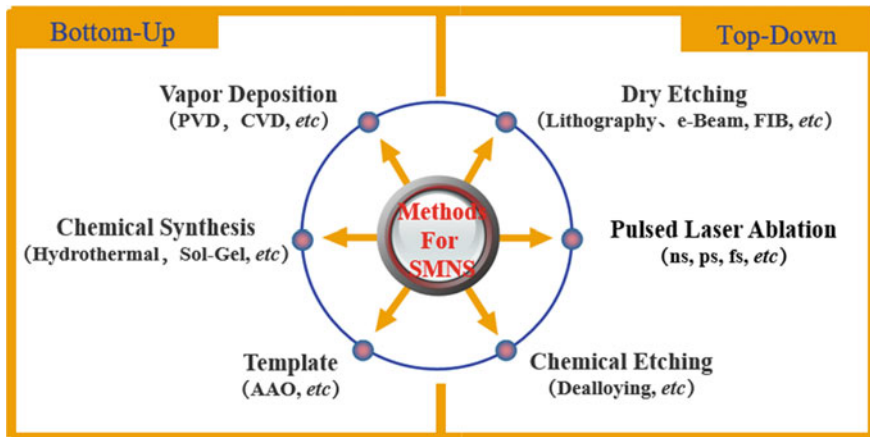 Bottom-Up
Top-Down
Vapor Deposition
(PVD，CVD, etc)
Dry Etching
(Lithography、e-Beam, FIB, etc)
Chemical Synthesis
(Hydrothermal，Sol-Gel, etc)
Methods
For
SMNS
Pulsed Laser Ablation
(ns, ps, fs, etc)
Template
(AAO, etc)
Chemical Etching
(Dealloying, etc)